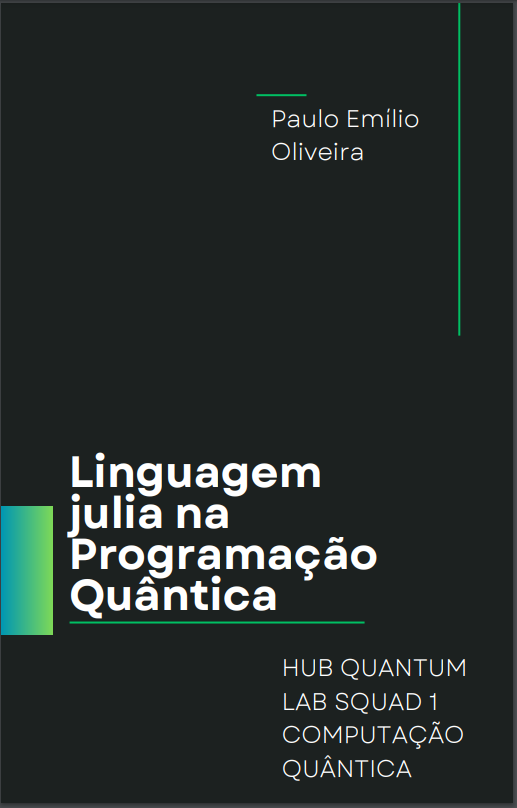 Paulo Emílio
Oliveira
Linguagem
julia na
Programação
Quântica
HUB QUANTUM
LAB SQUAD 1
COMPUTAÇÃO
QUÂNTICA